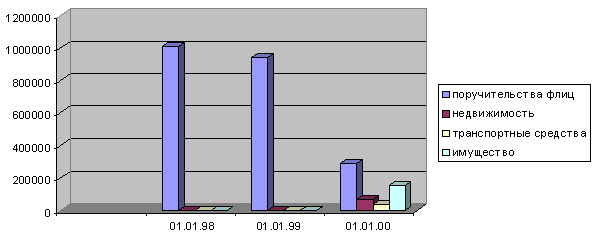 1200000
1000000
800000
600000
400000
200000
0
01.01.98
01.01.99
01.01.00
поручительства ф\лиц
недвижимость
транспортные средства
имущество